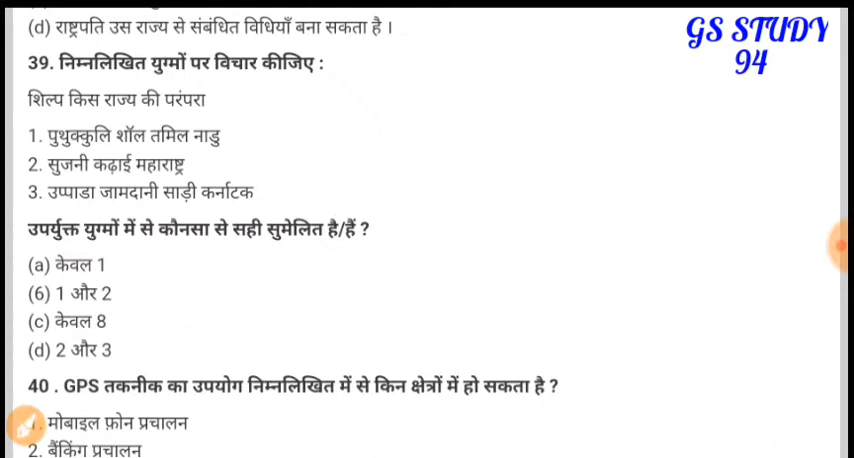 (d) राष्ट्रपति उस राज्य से संबंधित विधियाँ बना सकता है ।
GS STUDY
94
39. निम्नलिखित युग्मों पर विचार कीजिए :
शिल्प किस राज्य की परंपरा
1. पुथुक्कुलि शॉल तमिल नाडु
2. सुजनी कढ़ाई महाराष्ट्र
3. उप्पाडा जामदानी साड़ी कर्नाटक
उपर्युक्त युग्मों में से कौनसा से सही सुमेलित है/हैं ?
(a) केवल 1
(6) 1 और 2
(c) केवल 8
(d) 2 और 3
40 . GPS तकनीक का उपयोग निम्नलिखित में से किन क्षेत्रों में हो सकता है ?
1. मोबाइल फ़ोन प्रचालन
2. बैंकिंग प्रचालन